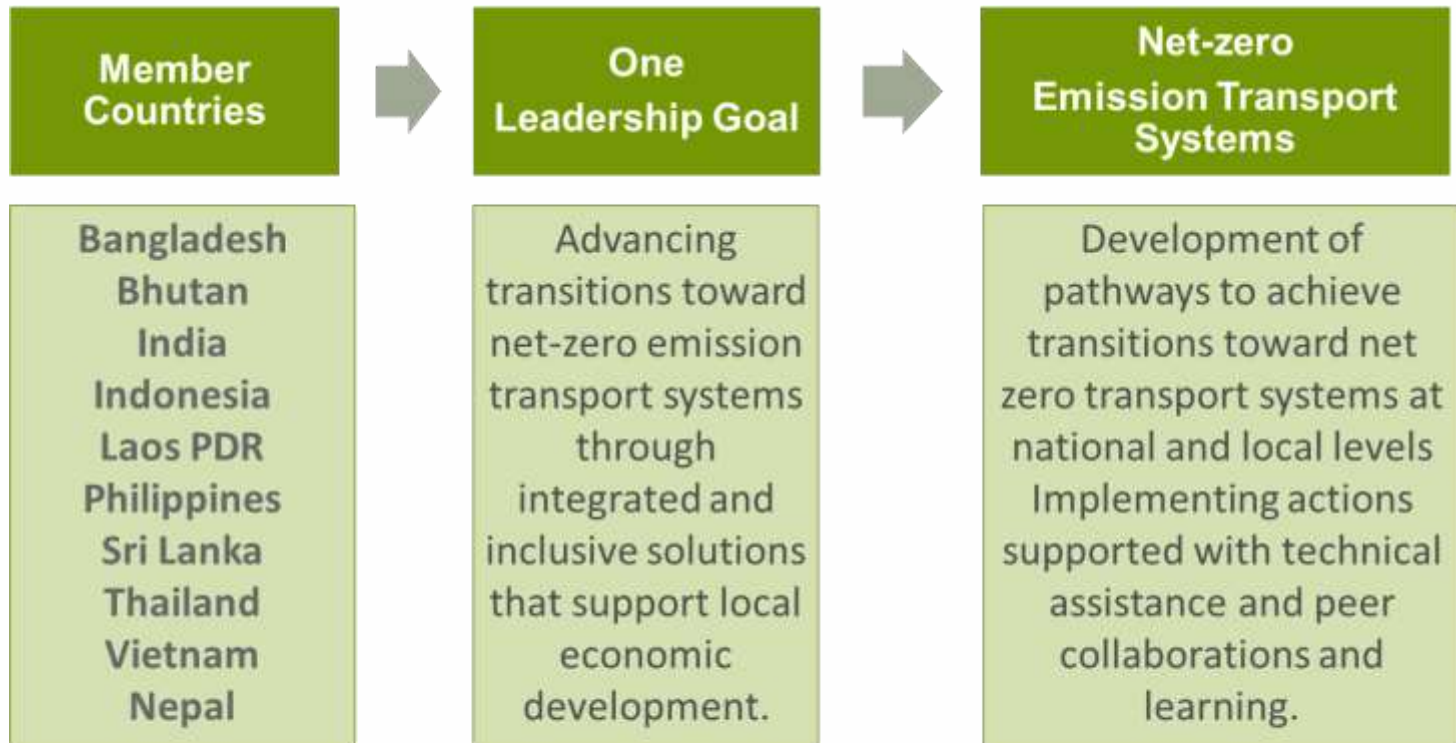 Member
Countries
Bangladesh
Bhutan
India
Indonesia
Laos PDR
Philippines
Sri Lanka
Thailand
Vietnam
Nepal
One
Leadership Goal
Advancing
transitions toward
net-zero emission
transport systems
through
integrated and
inclusive solutions
that support local
economic
development.
Net-zero
Emission Transport
Systems
Development of
pathways to achieve
transitions toward net
zero transport systems at
national and local levels
Implementing actions
supported with technical
assistance and peer
collaborations and
learning.